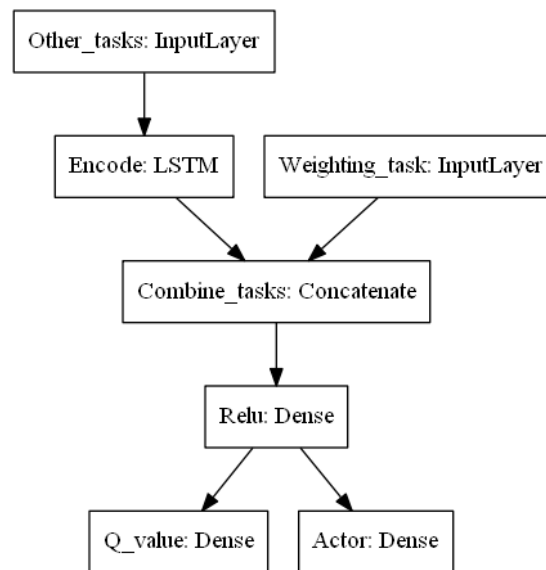 Other_tasks: InputLayer
Encode: LSTM
Weighting_task: InputLayer
Combine_tasks: Concatenate
Relu: Dense
Q_value: Dense
Actor: Dense